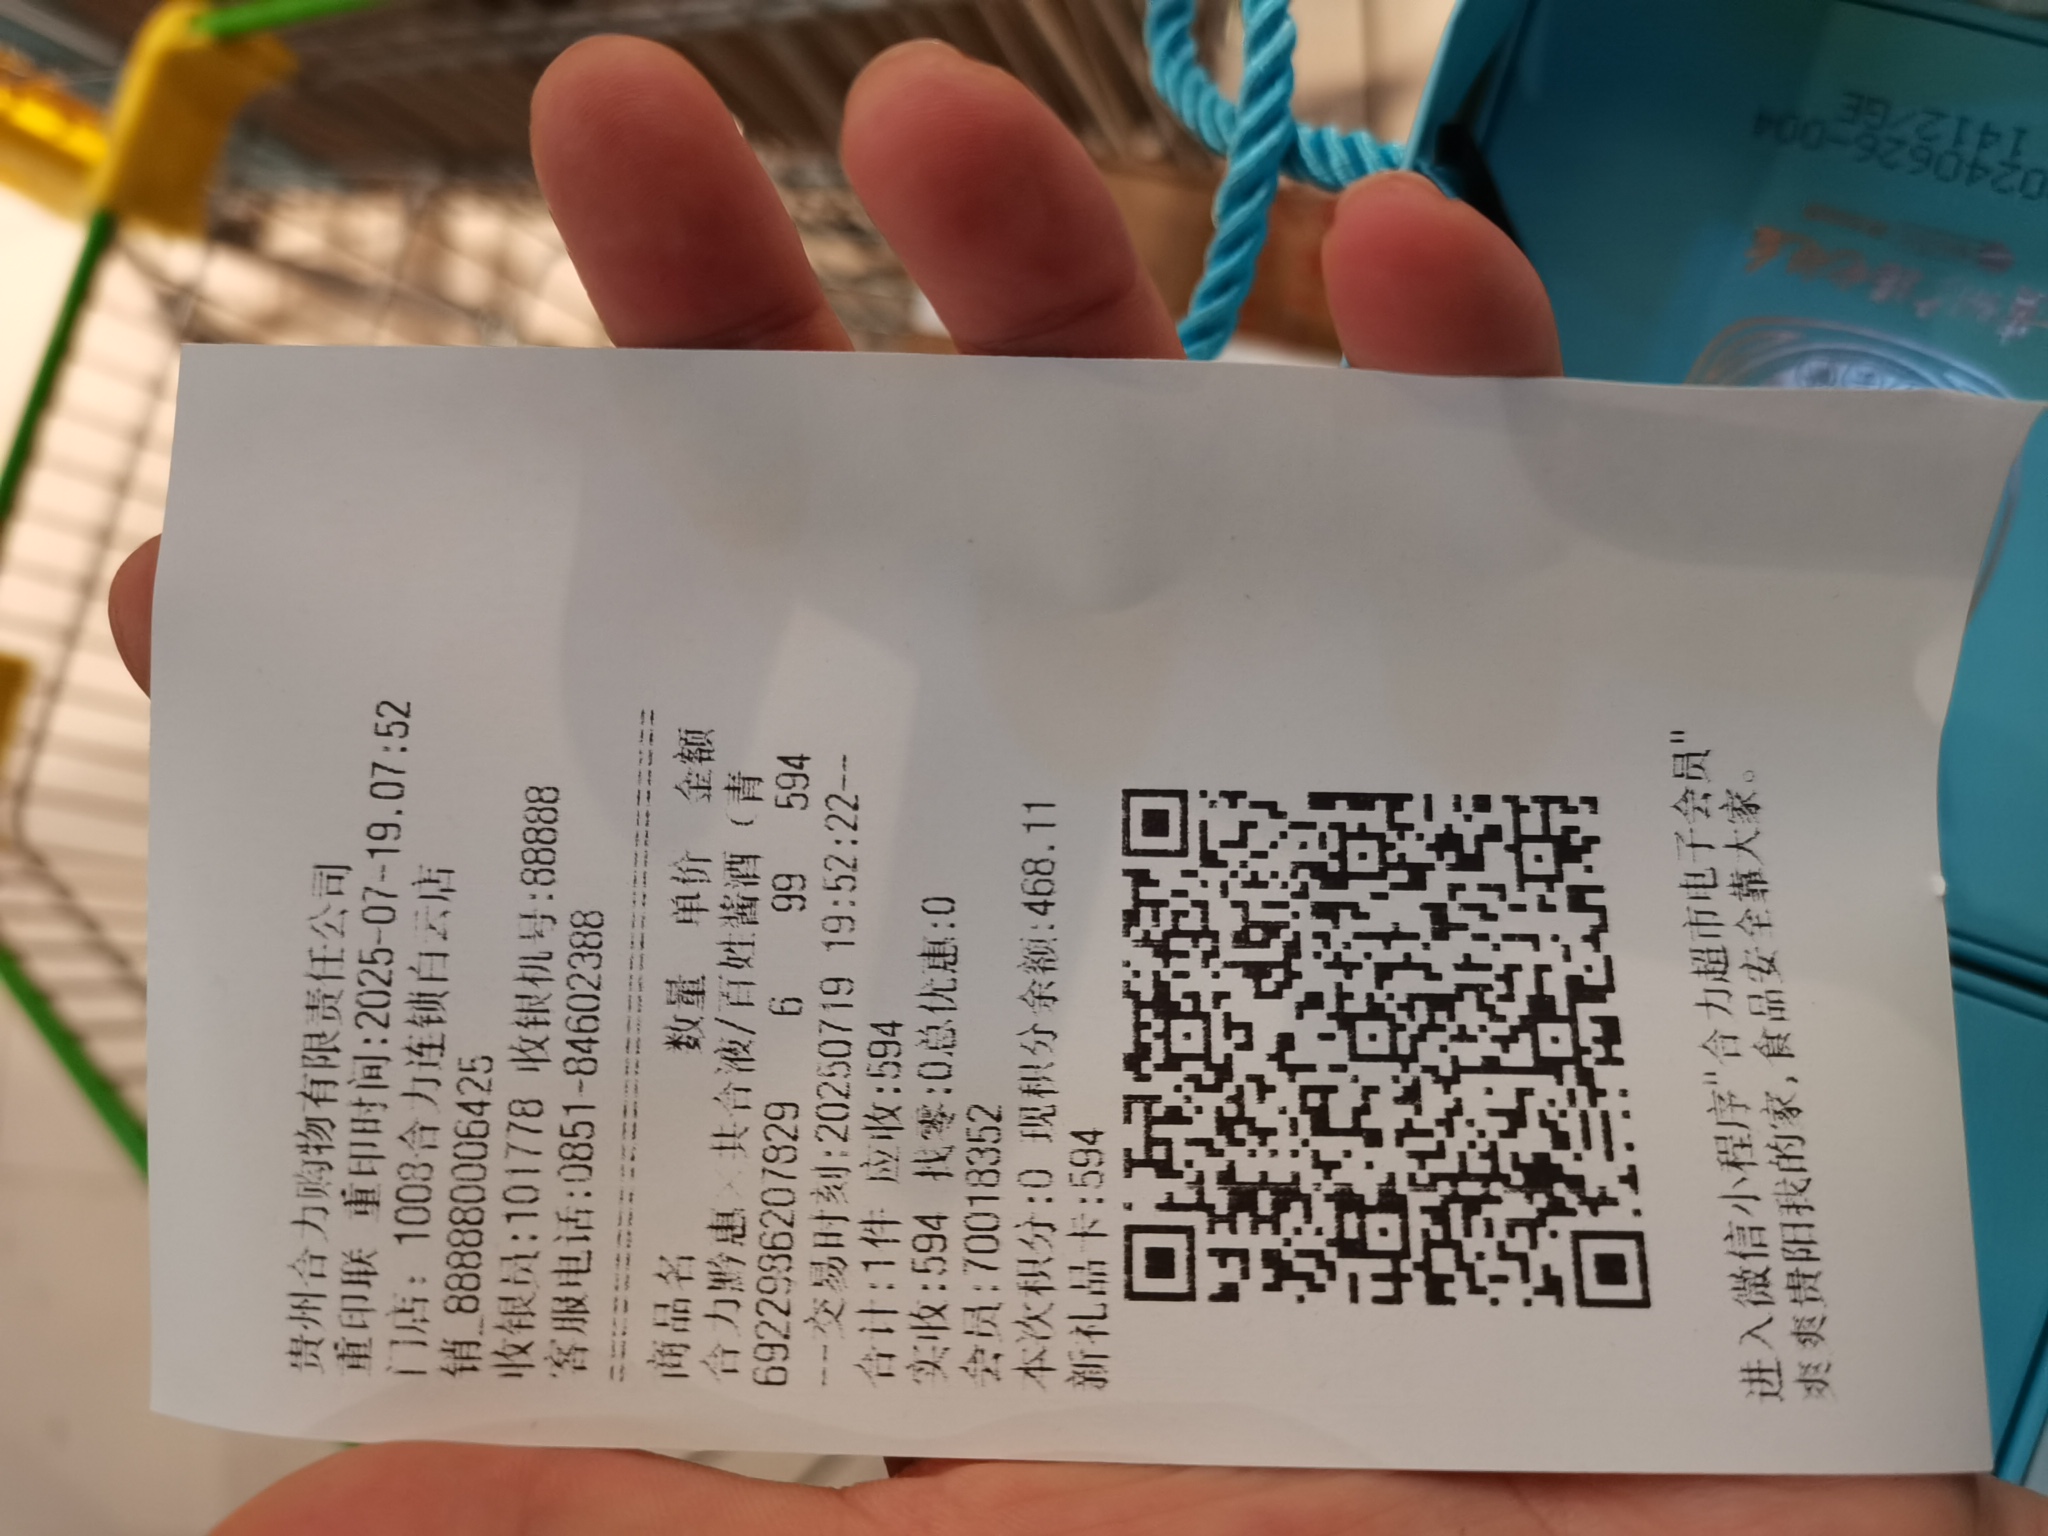 贵州合力购物有限责任公司
重印联 重印时间:2025-07-19.07:52
门店: 1008合力连锁白云店
销_888800006425
收银员:101778 收银机号:88888
客服电话:0851-84602388
商品名 数量 单价 金额
合力黔惠×共合液/百姓酱酒(青
6922986207829 6 99 594
---交易时刻:20250719 19:52:22--
合计:1件 应收:594
实收:594 找零:0总优惠:0
会员:700018352
本次积分:0 现积分余额:468.11
新礼品卡:594
进入微信小程序"合力超市电子会员"
爽爽贵阳我的家,食品安全靠大家。
0240626-004
1412/GE